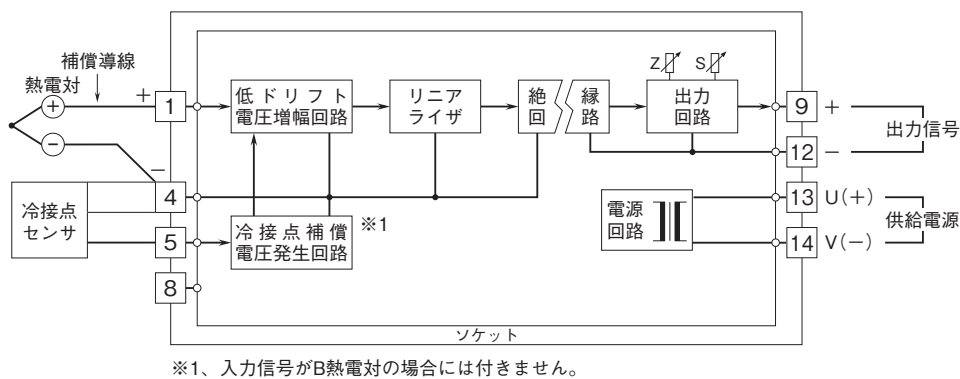 補償導線
熱電対
+
−
+
−
冷接点
センサ
1
4
5
8
低ドリフト
電圧増幅回路
リニア
ライザ
絶縁
回路
Z
S
出力
回路
冷接点補償
電圧発生回路
※1
電源
回路
9
+
12
−
出力信号
13
U(+)
14
V(−)
供給電源
ソケット
※1、入力信号がB熱電対の場合には付きません。